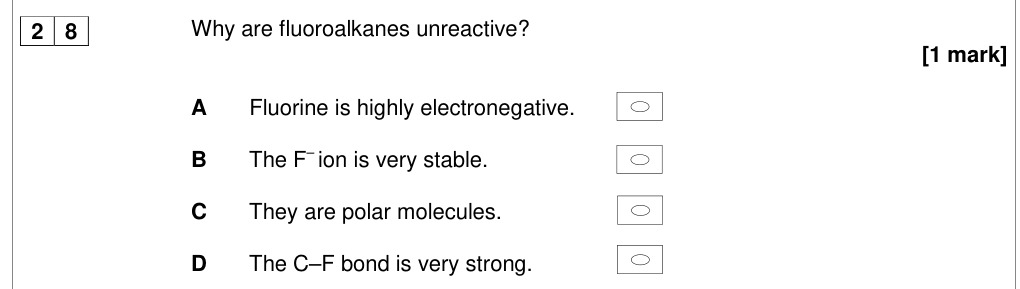 2 8 Why are fluoroalkanes unreactive?
[1 mark]
A Fluorine is highly electronegative.
B The F⁻ ion is very stable.
C They are polar molecules.
D The C–F bond is very strong.